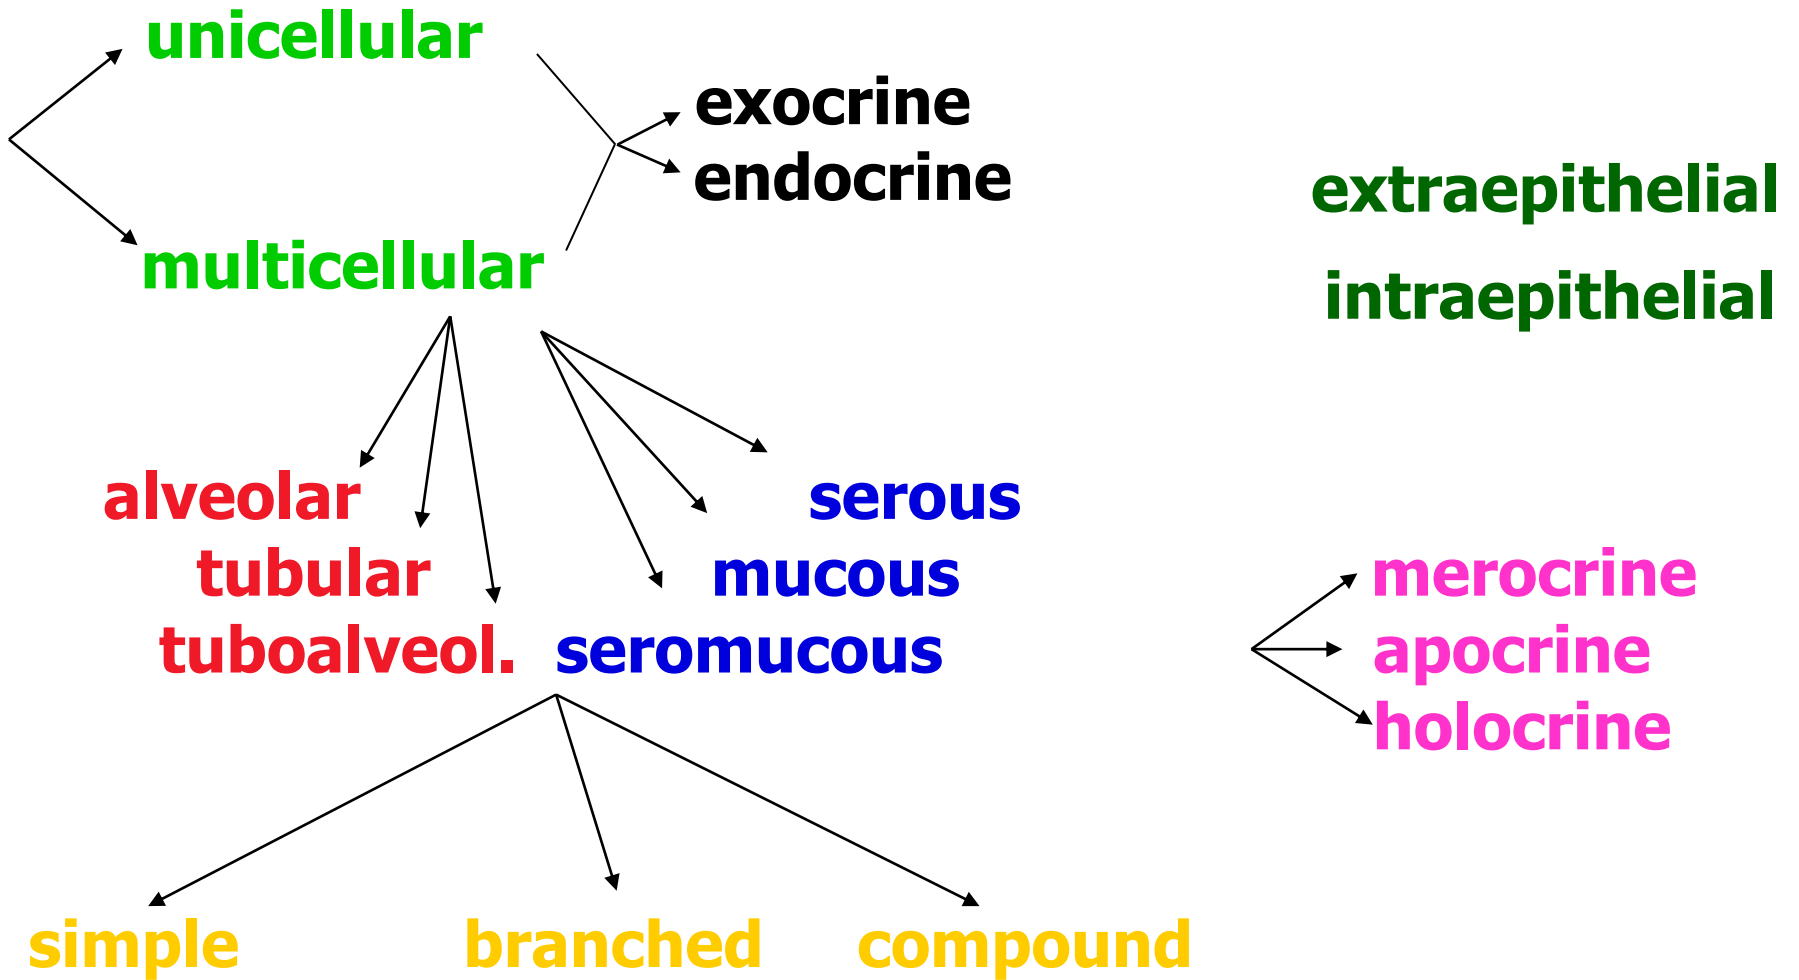 unicellular
exocrine
endocrine
extraepithelial
multicellular
intraepithelial
alveolar
serous
tubular
mucous
merocrine
tuboalveol.
seromucous
apocrine
holocrine
simple
branched
compound